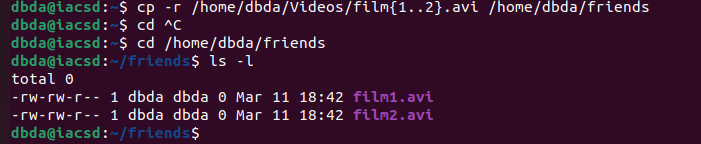 dbda@iacsd:~$ cp -r /home/dbda/Videos/film{1..2}.avi /home/dbda/friends
dbda@iacsd:~$ cd ^C
dbda@iacsd:~$ cd /home/dbda/friends
dbda@iacsd:~/friends$ ls -l
total 0
-rw-rw-r-- 1 dbda dbda 0 Mar 11 18:42 film1.avi
-rw-rw-r-- 1 dbda dbda 0 Mar 11 18:42 film2.avi
dbda@iacsd:~/friends$